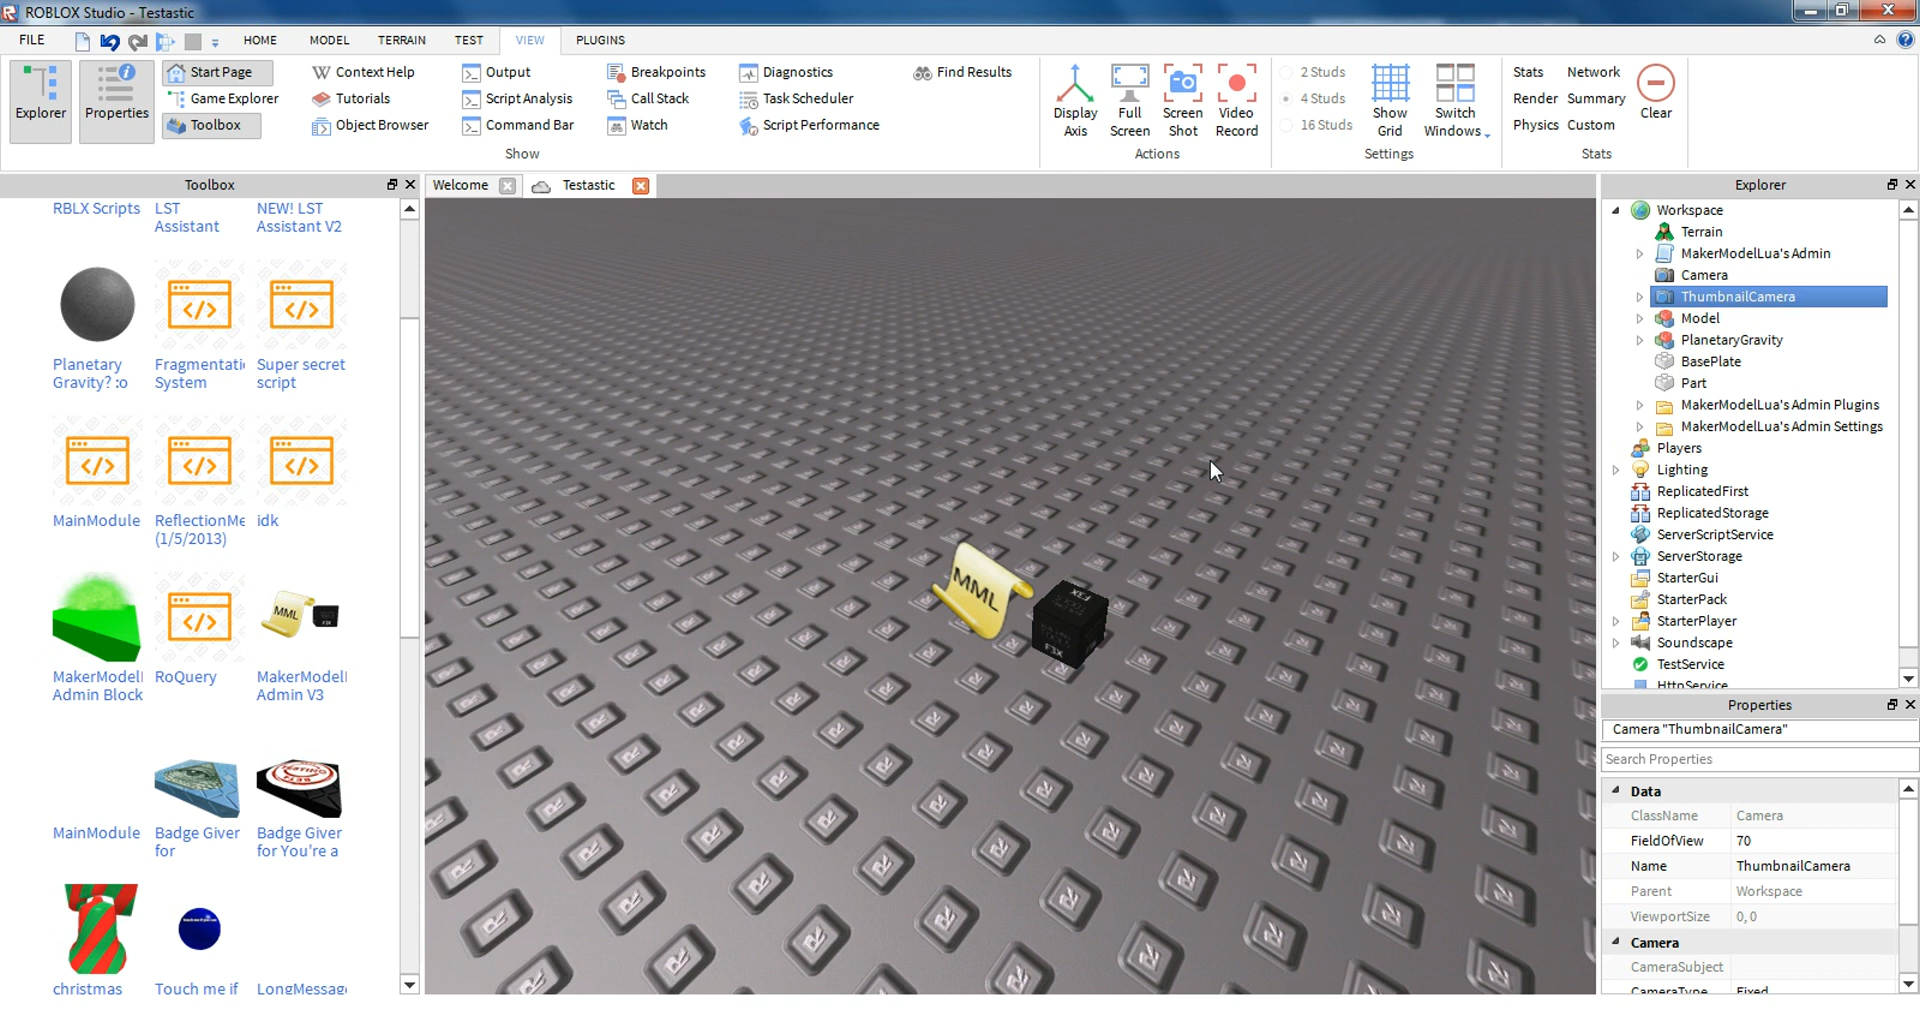 ROBLOX Studio - Testastic
FILE HOME MODEL TERRAIN TEST VIEW PLUGINS
Explorer
Properties
Start Page
Game Explorer
Toolbox
Context Help
Tutorials
Object Browser
Output
Script Analysis
Command Bar
Breakpoints
Call Stack
Watch
Diagnostics
Task Scheduler
Script Performance
Find Results
Show
Display Axis
Full Screen
Screen Shot
Video Record
Actions
2 Studs
4 Studs
16 Studs
Show Grid
Switch Windows
Settings
Stats
Render
Physics
Network
Summary
Custom
Clear
Stats
Toolbox
RBLX Scripts
LST Assistant
NEW! LST Assistant V2
Planetary Gravity? :o
Fragmentati System
Super secret script
MainModule
ReflectionMe (1/5/2013)
idk
MakerModell Admin Block
RoQuery
MML
F3X
MakerModell Admin V3
MainModule
Badge Giver for
Badge Giver for You're a
christmas
Touch me if
LongMessage
Welcome
Testastic
MML
F3X
F3X
Explorer
Workspace
Terrain
MakerModelLua's Admin
Camera
ThumbnailCamera
Model
PlanetaryGravity
BasePlate
Part
MakerModelLua's Admin Plugins
MakerModelLua's Admin Settings
Players
Lighting
ReplicatedFirst
ReplicatedStorage
ServerScriptService
ServerStorage
StarterGui
StarterPack
StarterPlayer
Soundscape
TestService
HttpService
Properties
Camera "ThumbnailCamera"
Search Properties
Data
ClassName Camera
FieldOfView 70
Name ThumbnailCamera
Parent Workspace
ViewportSize 0, 0
Camera
CameraSubject
CameraType Fixed